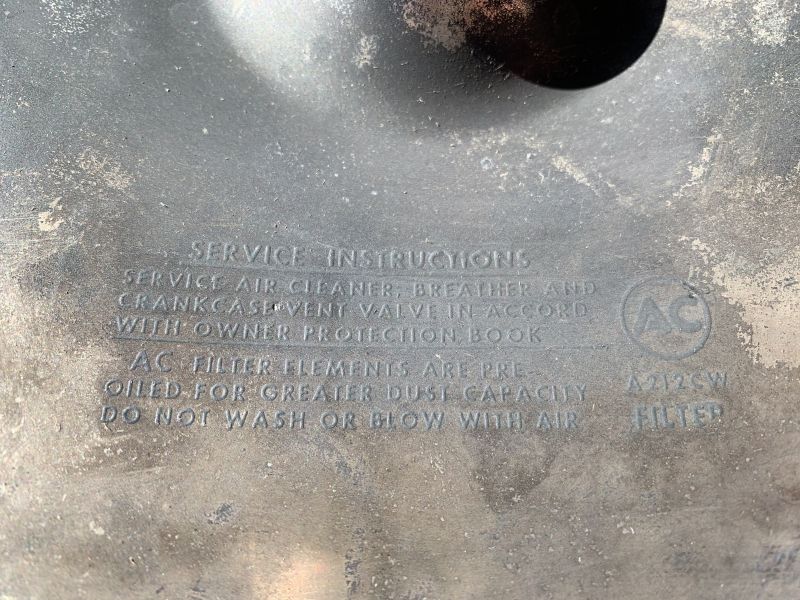 SERVICE INSTRUCTIONS
SERVICE AIR CLEANER, BREATHER AND
CRANKCASE VENT VALVE IN ACCORD
WITH OWNER PROTECTION BOOK
AC FILTER ELEMENTS ARE PRE-
OILED FOR GREATER DUST CAPACITY
DO NOT WASH OR BLOW WITH AIR
AC
A212CW
FILTER